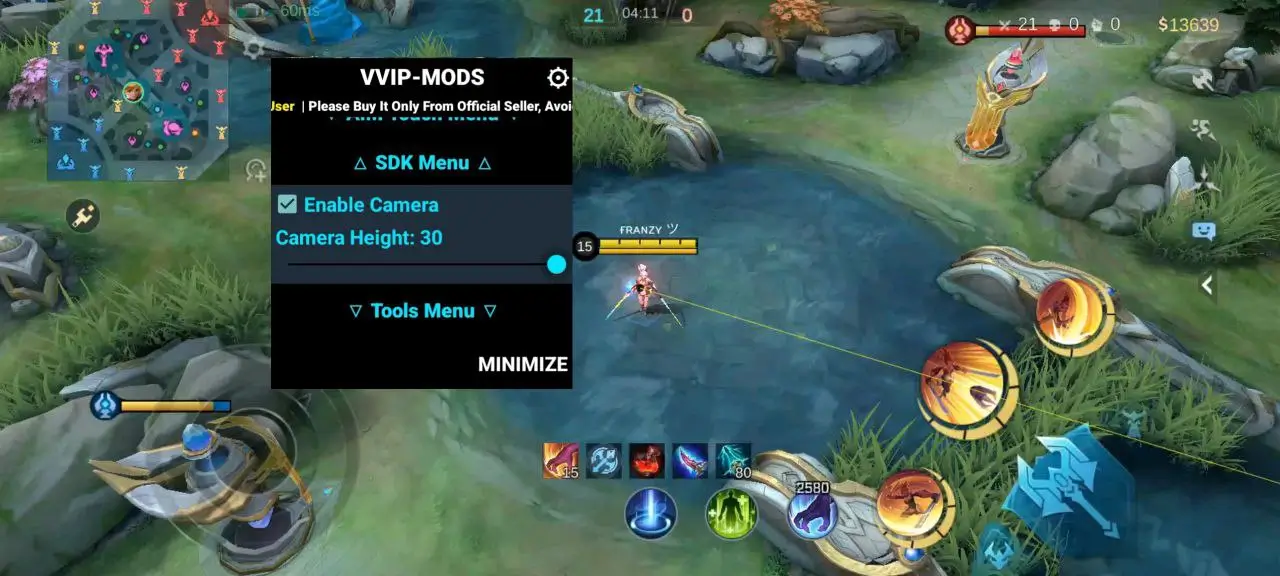 60ms
21 04:11 0
21 0 0
$13639
VVIP-MODS
User | Please Buy It Only From Official Seller, Avoi
△ SDK Menu △
Enable Camera
Camera Height: 30
▽ Tools Menu ▽
MINIMIZE
FRANZY ツ
15
15
80
2580